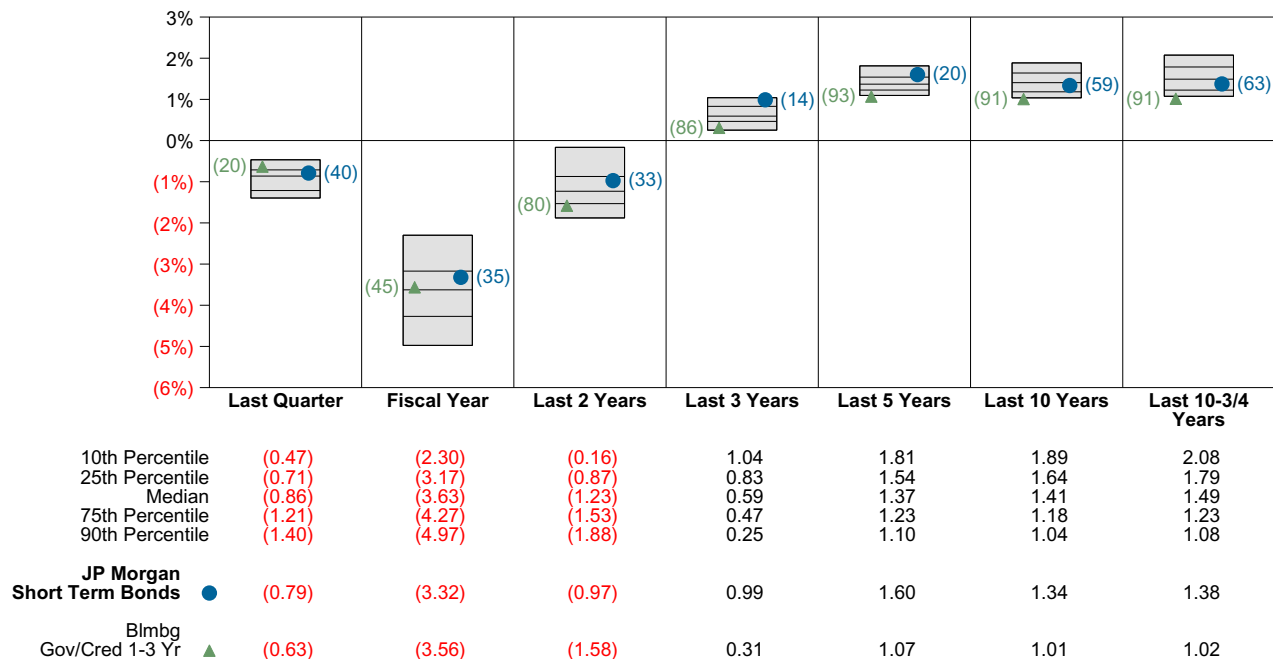 3%
2%
1%
0%
(1%)
(2%)
(3%)
(4%)
(5%)
(6%)
(20) (40)
(45) (35)
(80) (33)
(86) (14)
(93) (20)
(91) (59)
(91) (63)
Last Quarter Fiscal Year Last 2 Years Last 3 Years Last 5 Years Last 10 Years Last 10-3/4
Years
10th Percentile (0.47) (2.30) (0.16) 1.04 1.81 1.89 2.08
25th Percentile (0.71) (3.17) (0.87) 0.83 1.54 1.64 1.79
Median (0.86) (3.63) (1.23) 0.59 1.37 1.41 1.49
75th Percentile (1.21) (4.27) (1.53) 0.47 1.23 1.18 1.23
90th Percentile (1.40) (4.97) (1.88) 0.25 1.10 1.04 1.08
JP Morgan
Short Term Bonds (0.79) (3.32) (0.97) 0.99 1.60 1.34 1.38
Blmbg
Gov/Cred 1-3 Yr (0.63) (3.56) (1.58) 0.31 1.07 1.01 1.02